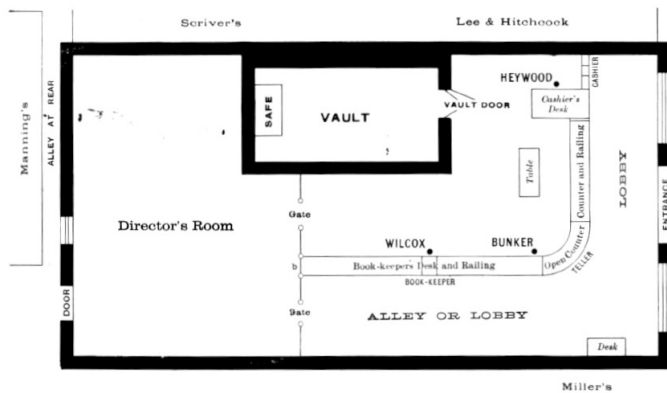 Scriver's
Lee & Hitchcock
Manning's
ALLEY AT REAR
HEYWOOD
CASHIER
Cashier's
Desk
SAFE
VAULT
VAULT DOOR
Table
Counter and Railing
LOBBY
ENTRANCE
Gate
Director's Room
WILCOX
BUNKER
Open Counter
TELLER
b
Book-keeper's Desk and Railing
BOOK-KEEPER
DOOR
Gate
ALLEY OR LOBBY
Desk
Miller's